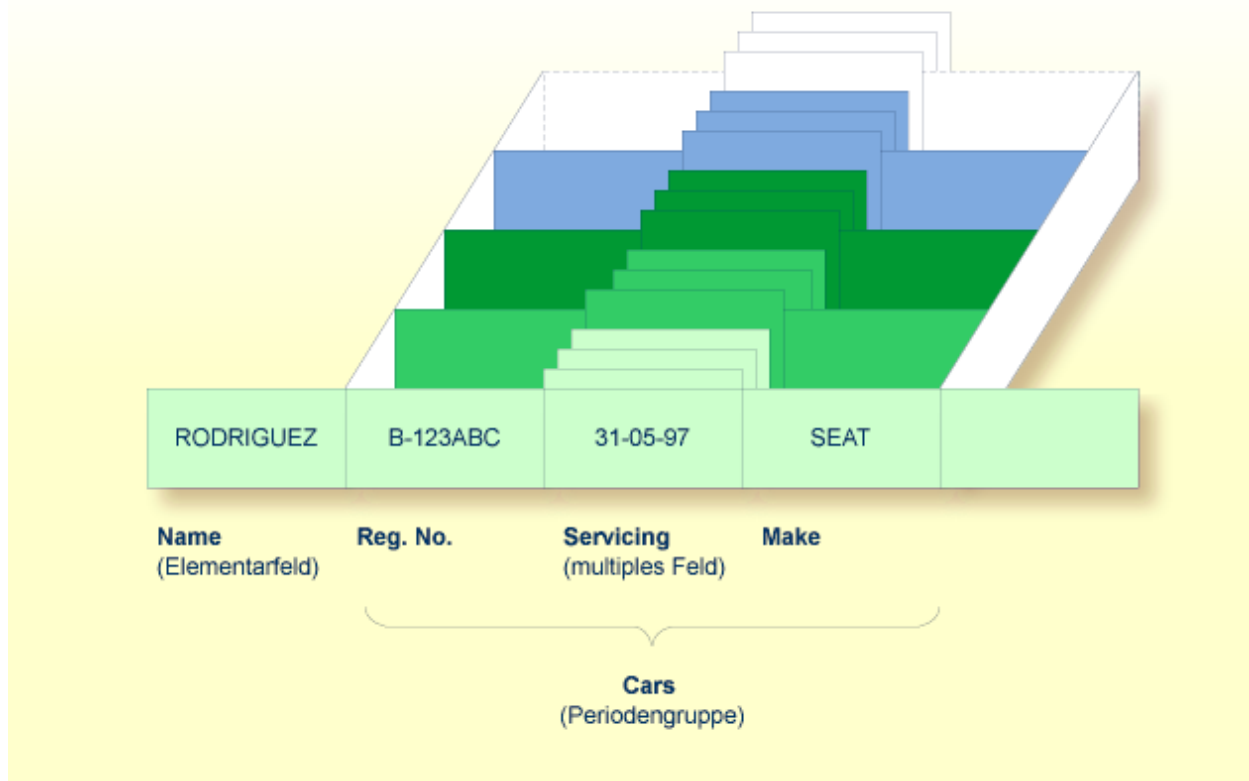 RODRIGUEZ B-123ABC 31-05-97 SEAT
Name Reg. No. Servicing Make
(Elementarfeld) (multiples Feld)
Cars
(Periodengruppe)